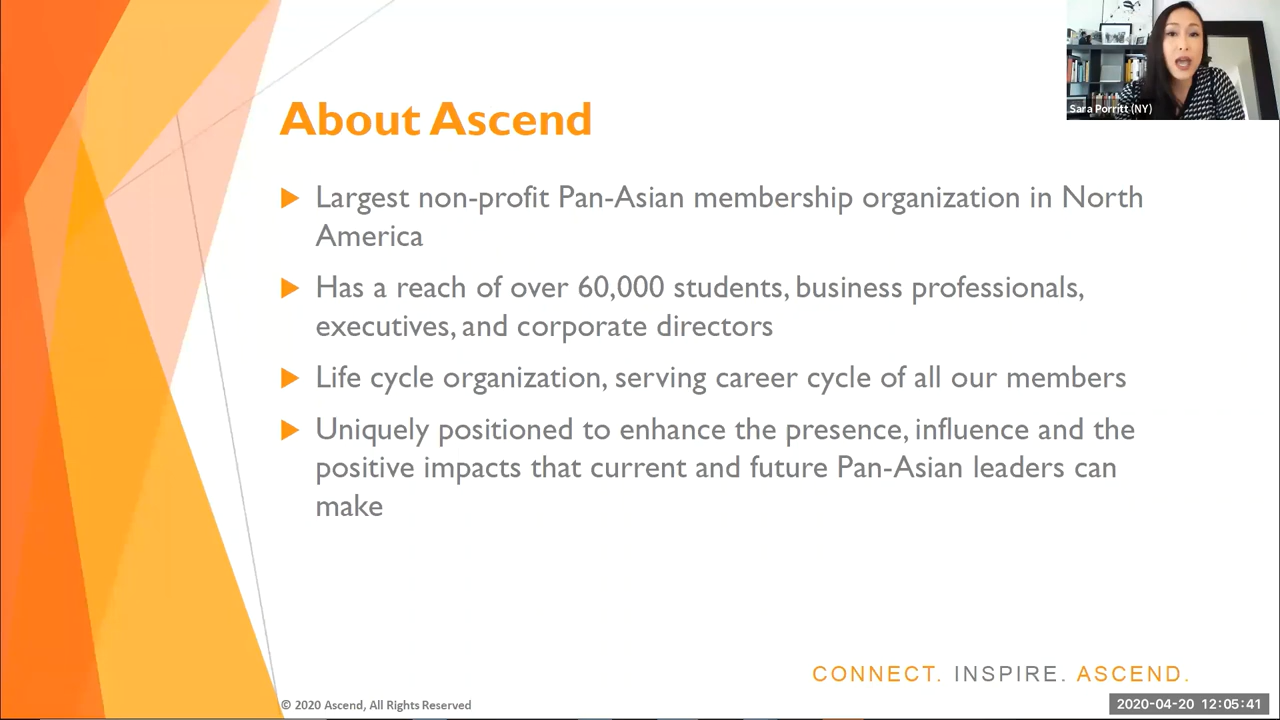 About Ascend
Largest non-profit Pan-Asian membership organization in North
America
Has a reach of over 60,000 students, business professionals,
executives, and corporate directors
Life cycle organization, serving career cycle of all our members
Uniquely positioned to enhance the presence, influence and the
positive impacts that current and future Pan-Asian leaders can
make
Sara Porritt (NY)
CONNECT. INSPIRE. ASCEND.
© 2020 Ascend, All Rights Reserved
2020-04-20 12:05:41